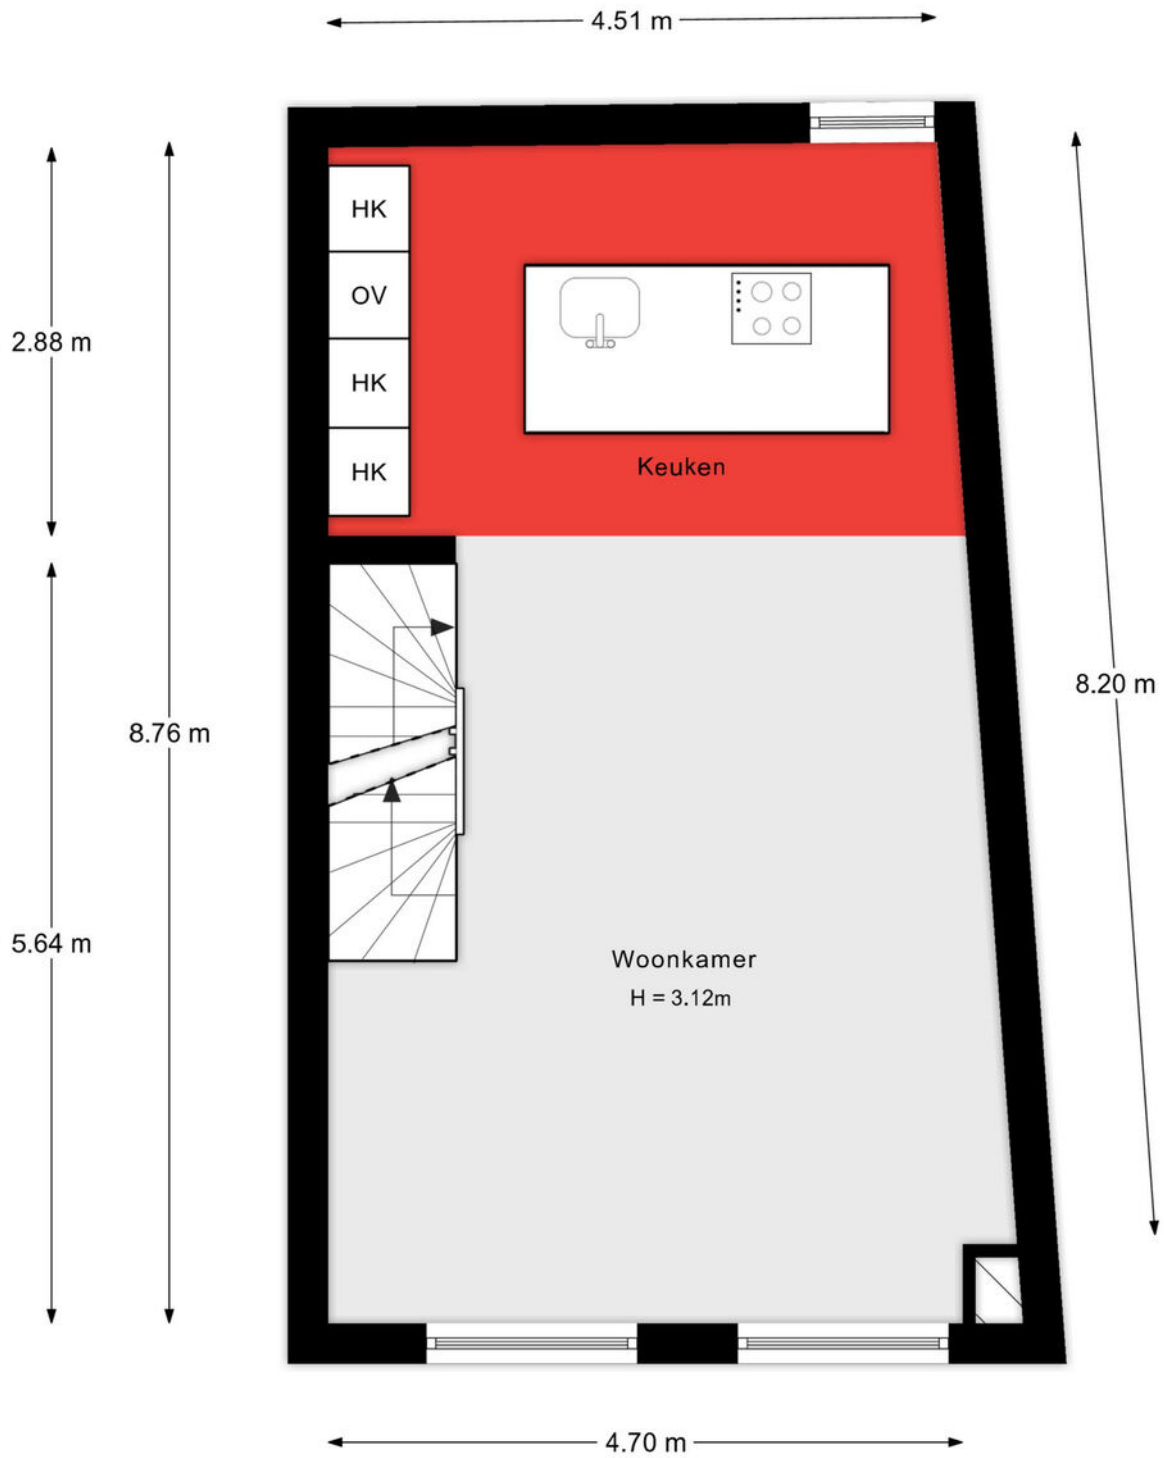 4.51 m
HK
OV
HK
HK
2.88 m
Keuken
8.76 m
8.20 m
5.64 m
Woonkamer
H = 3.12m
4.70 m